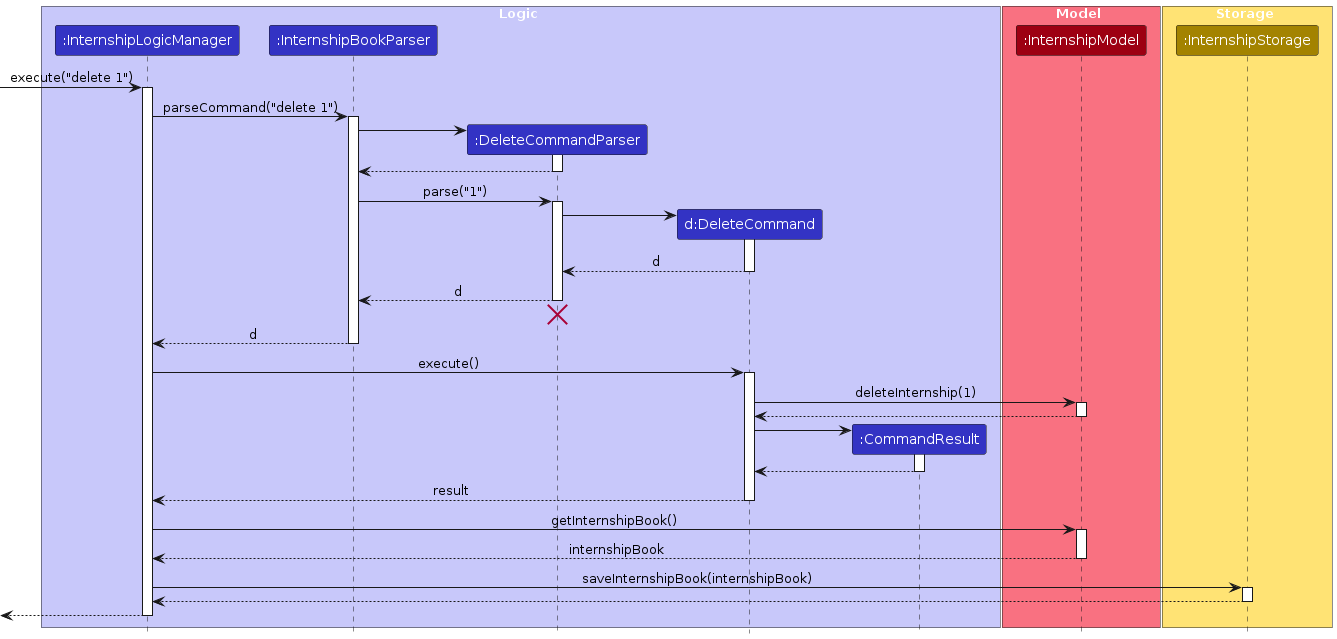 Logic
Model
Storage
:InternshipLogicManager
:InternshipBookParser
:InternshipModel
:InternshipStorage
execute("delete 1")
parseCommand("delete 1")
:DeleteCommandParser
parse("1")
d:DeleteCommand
d
d
d
execute()
deleteInternship(1)
:CommandResult
result
getInternshipBook()
internshipBook
saveInternshipBook(internshipBook)